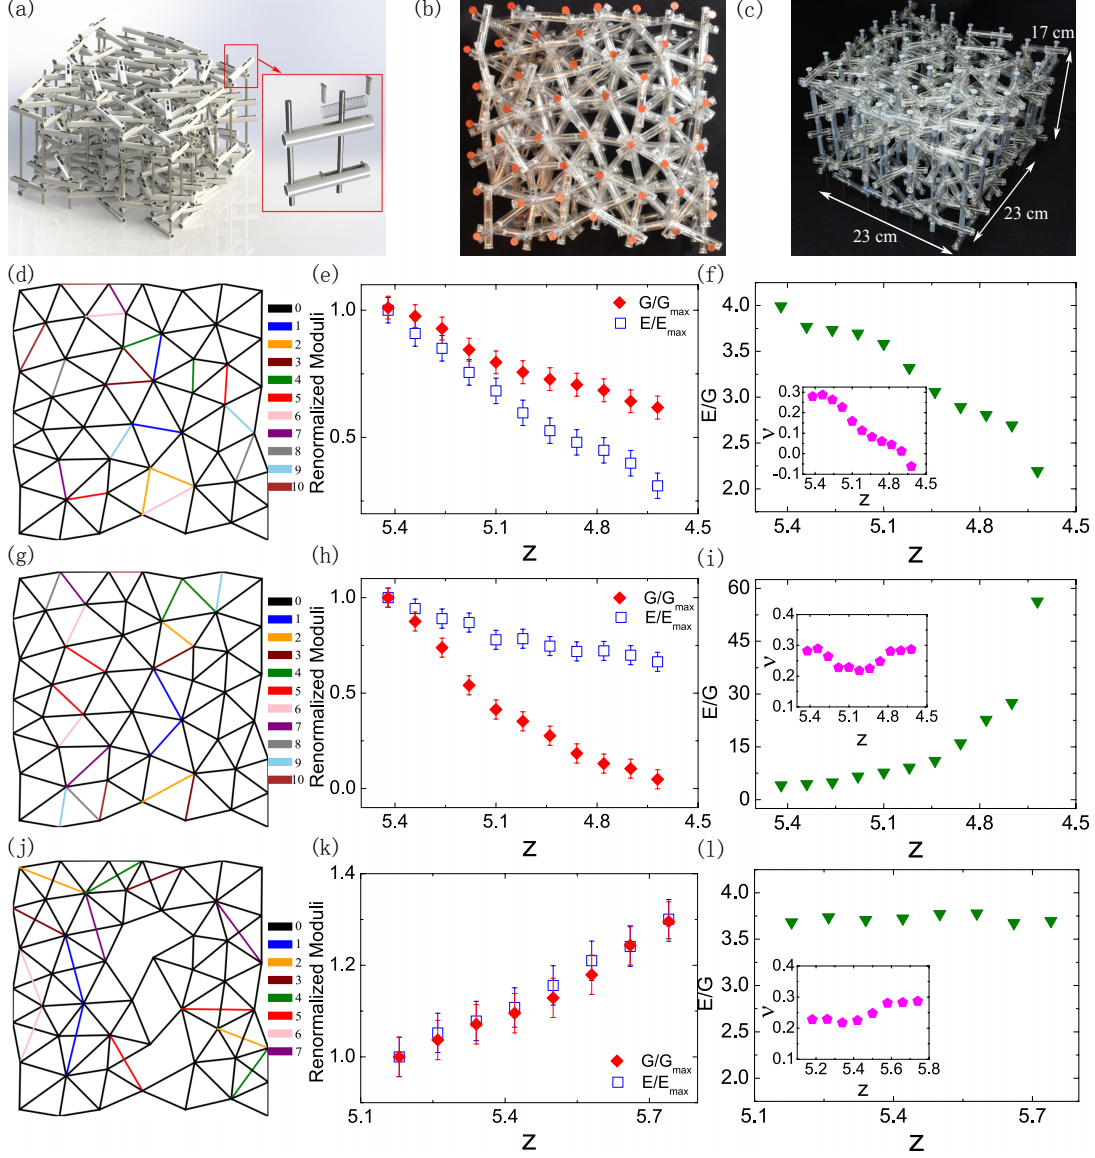 (a)
(b)
(c)
17 cm
23 cm
23 cm
(d)
0
1
2
3
4
5
6
7
8
9
10
(e)
Renormalized Moduli
1.0
0.5
G/Gmax
E/Emax
5.4
5.1
4.8
4.5
Z
(f)
E/G
4.0
3.5
3.0
2.5
2.0
ν
0.3
0.2
0.1
0.0
-0.1
5.4
5.1
4.8
4.5
z
5.4
5.1
4.8
4.5
Z
(g)
0
1
2
3
4
5
6
7
8
9
10
(h)
Renormalized Moduli
1.0
0.5
0.0
G/Gmax
E/Emax
5.4
5.1
4.8
4.5
Z
(i)
E/G
60
45
30
15
0
ν
0.4
0.3
0.2
0.1
5.4
5.1
4.8
4.5
z
5.4
5.1
4.8
4.5
Z
(j)
0
1
2
3
4
5
6
7
(k)
Renormalized Moduli
1.4
1.2
1.0
G/Gmax
E/Emax
5.1
5.4
5.7
Z
(l)
E/G
4.0
3.5
3.0
2.5
2.0
ν
0.4
0.3
0.2
0.1
5.2
5.4
5.6
5.8
z
5.1
5.4
5.7
Z